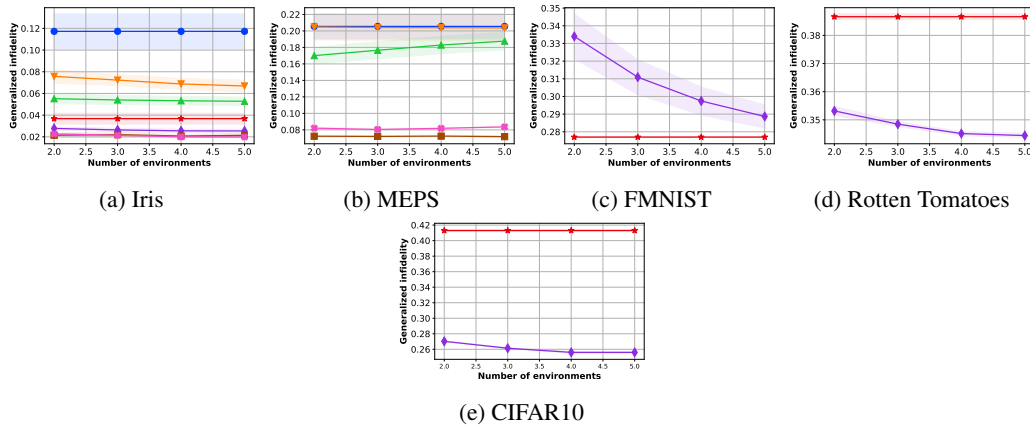 0.12
0.10
0.08
0.06
0.04
0.02
Generalized infidelity
2.0 2.5 3.0 3.5 4.0 4.5 5.0
Number of environments
(a) Iris
0.22
0.20
0.18
0.16
0.14
0.12
0.10
0.08
Generalized infidelity
2.0 2.5 3.0 3.5 4.0 4.5 5.0
Number of environments
(b) MEPS
0.35
0.34
0.33
0.32
0.31
0.30
0.29
0.28
Generalized infidelity
2.0 2.5 3.0 3.5 4.0 4.5 5.0
Number of environments
(c) FMNIST
0.38
0.37
0.36
0.35
Generalized infidelity
2.0 2.5 3.0 3.5 4.0 4.5 5.0
Number of environments
(d) Rotten Tomatoes
0.42
0.40
0.38
0.36
0.34
0.32
0.30
0.28
0.26
Generalized infidelity
2.0 2.5 3.0 3.5 4.0 4.5 5.0
Number of environments
(e) CIFAR10